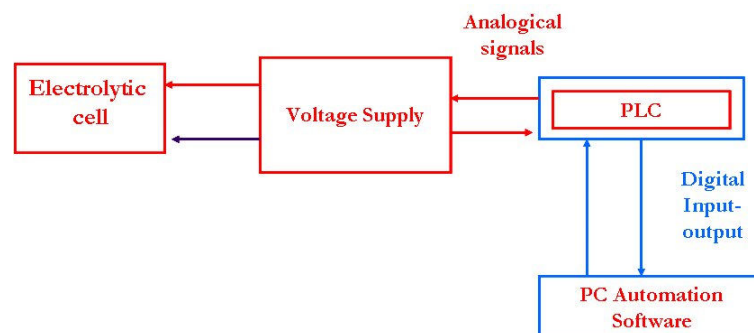 Analogical
signals
Electrolytic
cell
Voltage Supply
PLC
Digital
Input-
output
PC Automation
Software